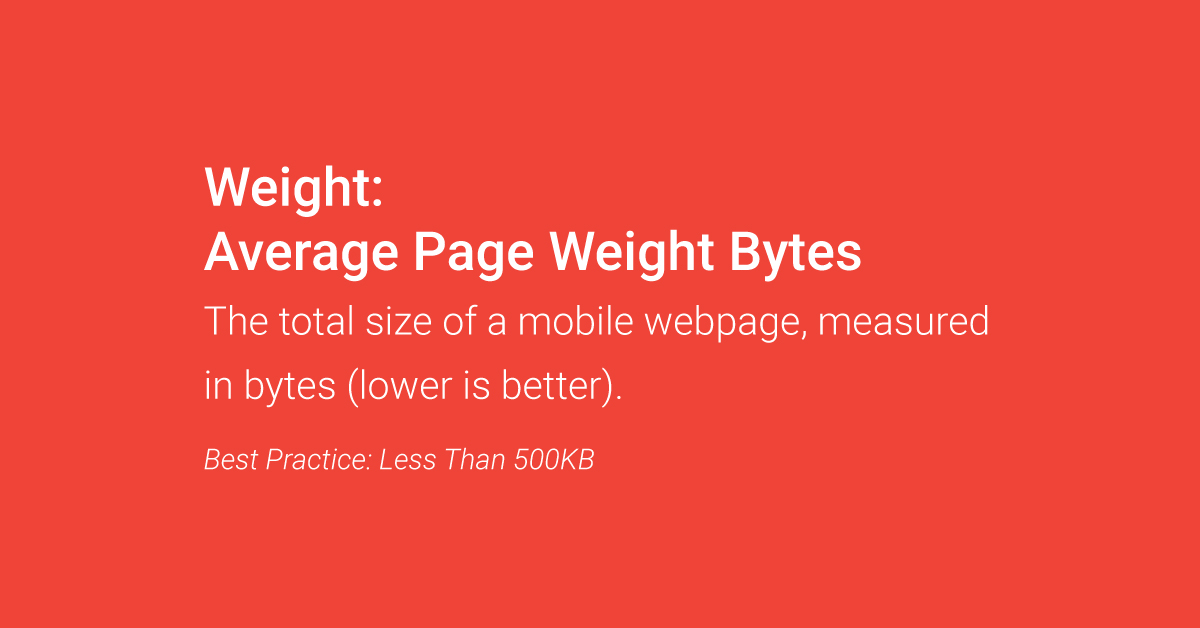 Weight:
Average Page Weight Bytes
The total size of a mobile webpage, measured
in bytes (lower is better).
Best Practice: Less Than 500KB